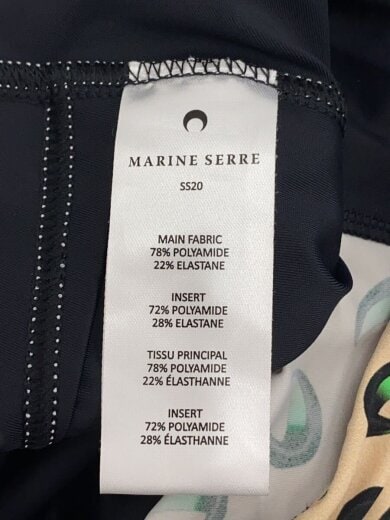 MARINE SERRE
SS20
MAIN FABRIC
78% POLYAMIDE
22% ELASTANE
INSERT
72% POLYAMIDE
28% ELASTANE
TISSU PRINCIPAL
78% POLYAMIDE
22% ÉLASTHANNE
INSERT
72% POLYAMIDE
28% ÉLASTHANNE